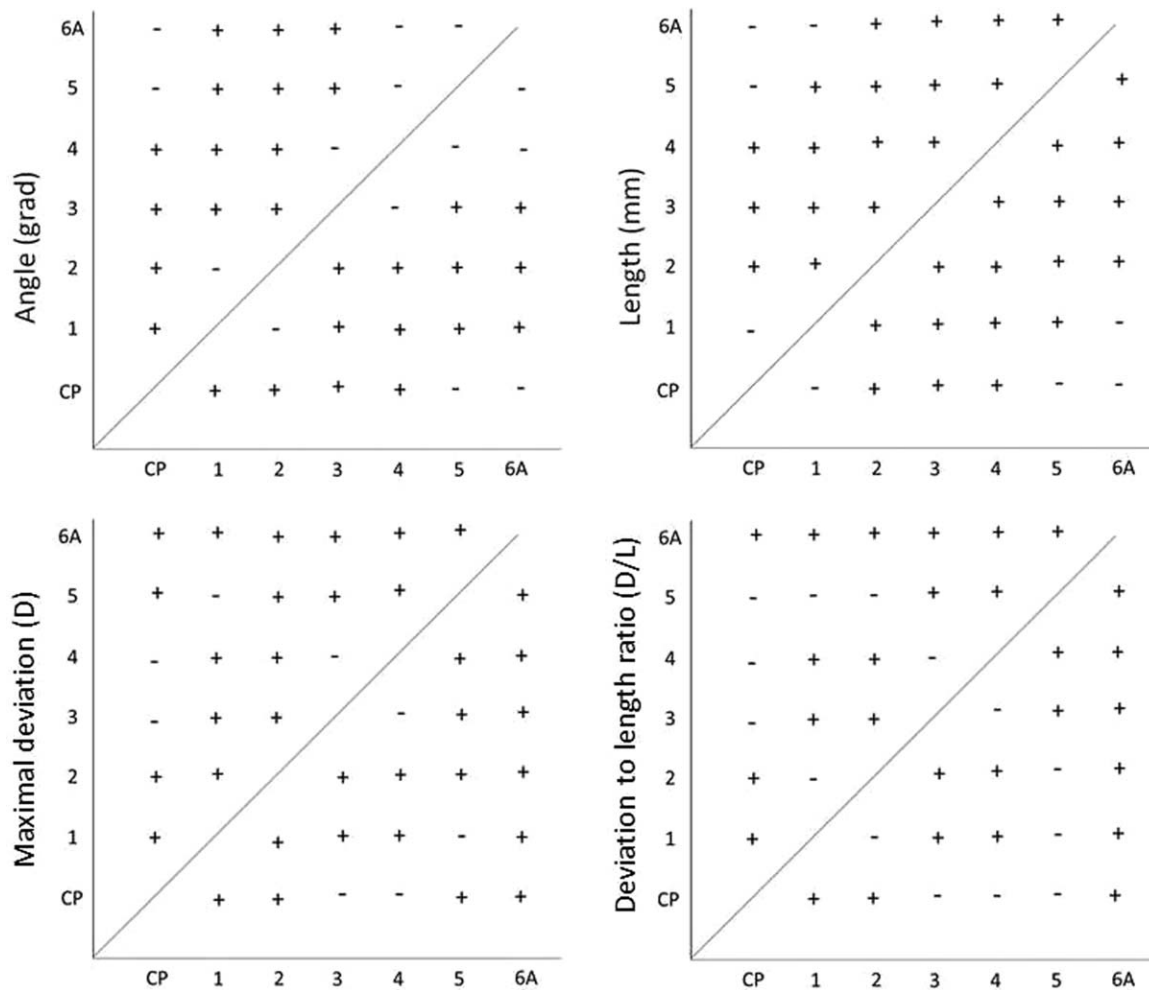 Angle (grad)
6A - + + + - -
5 - + + + - -
4 + + + - - -
3 + + + - + +
2 + - + + + +
1 + - + + + +
CP + + + + - -
CP 1 2 3 4 5 6A
Length (mm)
6A - - + + + +
5 - + + + + +
4 + + + + + +
3 + + + + + +
2 + + + + + +
1 - + + + + -
CP - + + + - -
CP 1 2 3 4 5 6A
Maximal deviation (D)
6A + + + + + +
5 + - + + + +
4 - + + - + +
3 - + + - + +
2 + + + + + +
1 + + + + - +
CP + + - - + +
CP 1 2 3 4 5 6A
Deviation to length ratio (D/L)
6A + + + + + +
5 - - - + + +
4 - + + - + +
3 - + + - + +
2 + - + + - +
1 + - + + - +
CP + + - - - +
CP 1 2 3 4 5 6A